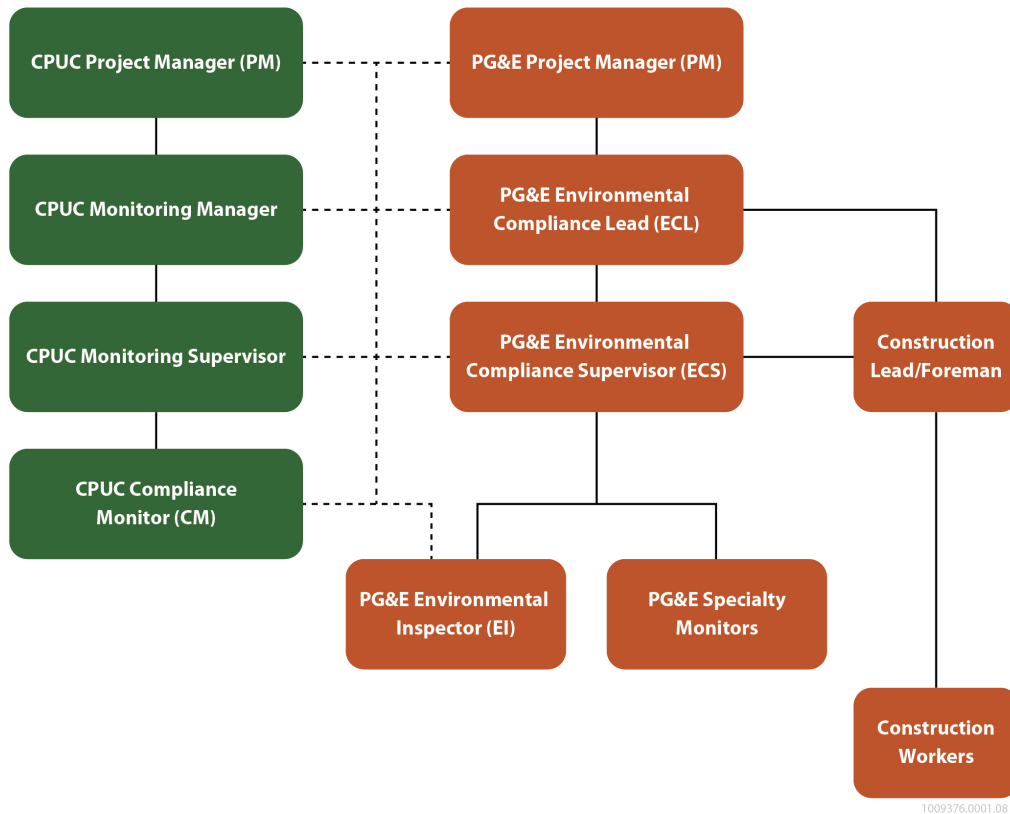 CPUC Project Manager (PM)
PG&E Project Manager (PM)
CPUC Monitoring Manager
PG&E Environmental
Compliance Lead (ECL)
CPUC Monitoring Supervisor
PG&E Environmental
Compliance Supervisor (ECS)
Construction
Lead/Foreman
CPUC Compliance
Monitor (CM)
PG&E Environmental
Inspector (EI)
PG&E Specialty
Monitors
Construction
Workers
1009376.0001.08